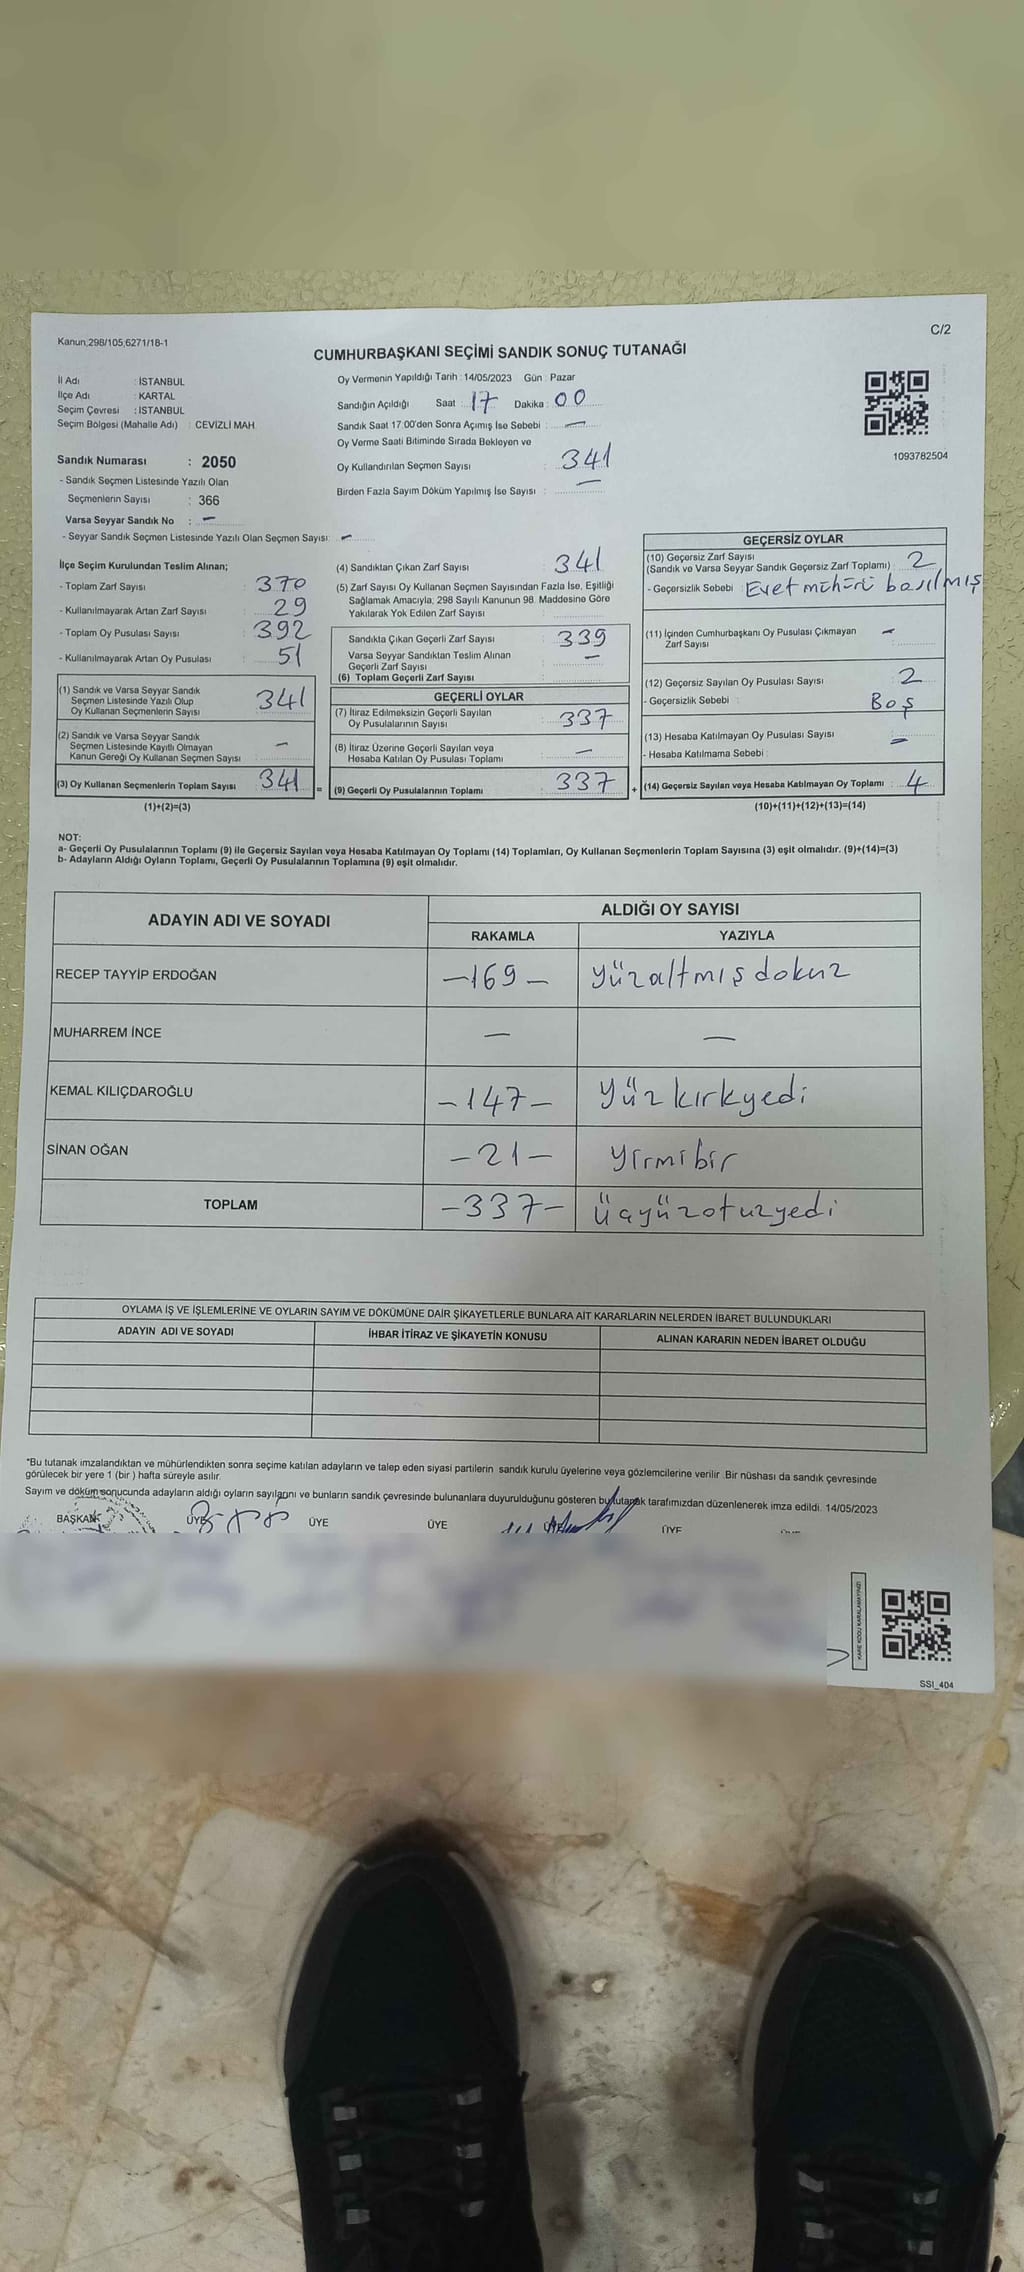 C/2
Kanun,298/105,6271/18-1
CUMHURBAŞKANI SEÇİMİ SANDIK SONUÇ TUTANAĞI
İl Adı : İSTANBUL
İlçe Adı : KARTAL
Seçim Çevresi : İSTANBUL
Seçim Bölgesi (Mahalle Adı) : CEVİZLİ MAH
Sandık Numarası : 2050
- Sandık Seçmen Listesinde Yazılı Olan
Seçmenlerin Sayısı : 366
Varsa Seyyar Sandık No : –
- Seyyar Sandık Seçmen Listesinde Yazılı Olan Seçmen Sayısı: –
Oy Vermenin Yapıldığı Tarih : 14/05/2023 Gün : Pazar
Sandığın Açıldığı Saat : 17 Dakika : 00
Sandık Saat 17.00'den Sonra Açımış İse Sebebi : —
Oy Verme Saati Bitiminde Sırada Bekleyen ve
Oy Kullandırılan Seçmen Sayısı : 341
Birden Fazla Sayım Döküm Yapılmış İse Sayısı : —
1093782504
İlçe Seçim Kurulundan Teslim Alınan;
- Toplam Zarf Sayısı : 370
- Kullanılmayarak Artan Zarf Sayısı : 29
- Toplam Oy Pusulası Sayısı : 392
- Kullanılmayarak Artan Oy Pusulası : 51
(1) Sandık ve Varsa Seyyar Sandık
Seçmen Listesinde Yazılı Olup
Oy Kullanan Seçmenlerin Sayısı : 341
(2) Sandık ve Varsa Seyyar Sandık
Seçmen Listesinde Kayıtlı Olmayan
Kanun Gereği Oy Kullanan Seçmen Sayısı : –
(3) Oy Kullanan Seçmenlerin Toplam Sayısı : 341 =
(1)+(2)=(3)
(4) Sandıktan Çıkan Zarf Sayısı : 341
(5) Zarf Sayısı Oy Kullanan Seçmen Sayısından Fazla İse, Eşitliği
Sağlamak Amacıyla, 298 Sayılı Kanunun 98. Maddesine Göre
Yakılarak Yok Edilen Zarf Sayısı :
Sandıkta Çıkan Geçerli Zarf Sayısı : 339
Varsa Seyyar Sandıktan Teslim Alınan
Geçerli Zarf Sayısı : –
(6) Toplam Geçerli Zarf Sayısı :
GEÇERLİ OYLAR
(7) İtiraz Edilmeksizin Geçerli Sayılan
Oy Pusulalarının Sayısı : 337
(8) İtiraz Üzerine Geçerli Sayılan veya
Hesaba Katılan Oy Pusulası Toplamı : –
(9) Geçerli Oy Pusulalarının Toplamı : 337 +
GEÇERSİZ OYLAR
(10) Geçersiz Zarf Sayısı
(Sandık ve Varsa Seyyar Sandık Geçersiz Zarf Toplamı) : 2
- Geçersizlik Sebebi : Evet mührü basılmış
(11) İçinden Cumhurbaşkanı Oy Pusulası Çıkmayan
Zarf Sayısı : –
(12) Geçersiz Sayılan Oy Pusulası Sayısı : 2
- Geçersizlik Sebebi : Boş
(13) Hesaba Katılmayan Oy Pusulası Sayısı : –
- Hesaba Katılmama Sebebi :
(14) Geçersiz Sayılan veya Hesaba Katılmayan Oy Toplamı : 4
(10)+(11)+(12)+(13)=(14)
NOT:
a- Geçerli Oy Pusulalarının Toplamı (9) ile Geçersiz Sayılan veya Hesaba Katılmayan Oy Toplamı (14) Toplamları, Oy Kullanan Seçmenlerin Toplam Sayısına (3) eşit olmalıdır. (9)+(14)=(3)
b- Adayların Aldığı Oyların Toplamı, Geçerli Oy Pusulalarının Toplamına (9) eşit olmalıdır.
ADAYIN ADI VE SOYADI ALDIĞI OY SAYISI
RAKAMLA YAZIYLA
RECEP TAYYİP ERDOĞAN –169– yüzaltmışdokuz
MUHARREM İNCE — —
KEMAL KILIÇDAROĞLU –147– yüzkırkyedi
SİNAN OĞAN –21– yirmibir
TOPLAM –337– üçyüzotuzyedi
OYLAMA İŞ VE İŞLEMLERİNE VE OYLARIN SAYIM VE DÖKÜMÜNE DAİR ŞİKAYETLERLE BUNLARA AİT KARARLARIN NELERDEN İBARET BULUNDUKLARI
ADAYIN ADI VE SOYADI İHBAR İTİRAZ VE ŞİKAYETİN KONUSU ALINAN KARARIN NEDEN İBARET OLDUĞU
*Bu tutanak imzalandıktan ve mühürlendikten sonra seçime katılan adayların ve talep eden siyasi partilerin sandık kurulu üyelerine veya gözlemcilerine verilir .Bir nüshası da sandık çevresinde
görülecek bir yere 1 (bir ) hafta süreyle asılır.
Sayım ve döküm sonucunda adayların aldığı oyların sayılarını ve bunların sandık çevresinde bulunanlara duyurulduğunu gösteren bu tutanak tarafımızdan düzenlenerek imza edildi. 14/05/2023
BAŞKAN ÜYE ÜYE ÜYE ÜYE ÜYE
KARE KODU KARALAMAYINIZ!
SSI_404